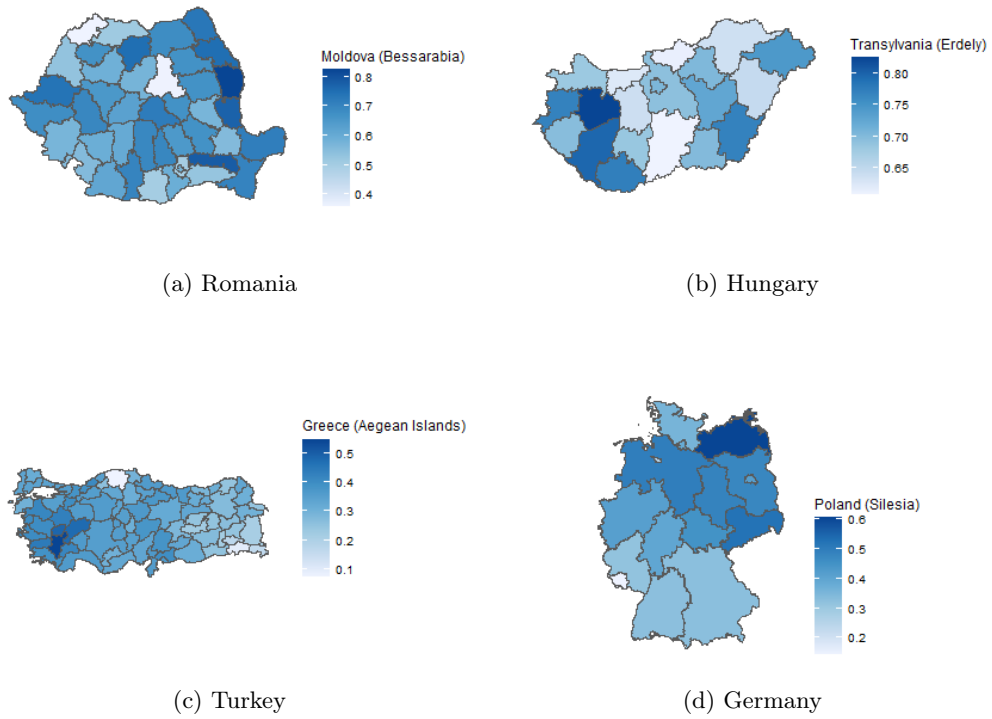 Moldova (Bessarabia)
0.8
0.7
0.6
0.5
0.4
(a) Romania
Transylvania (Erdely)
0.80
0.75
0.70
0.65
(b) Hungary
Greece (Aegean Islands)
0.5
0.4
0.3
0.2
0.1
(c) Turkey
Poland (Silesia)
0.6
0.5
0.4
0.3
0.2
(d) Germany